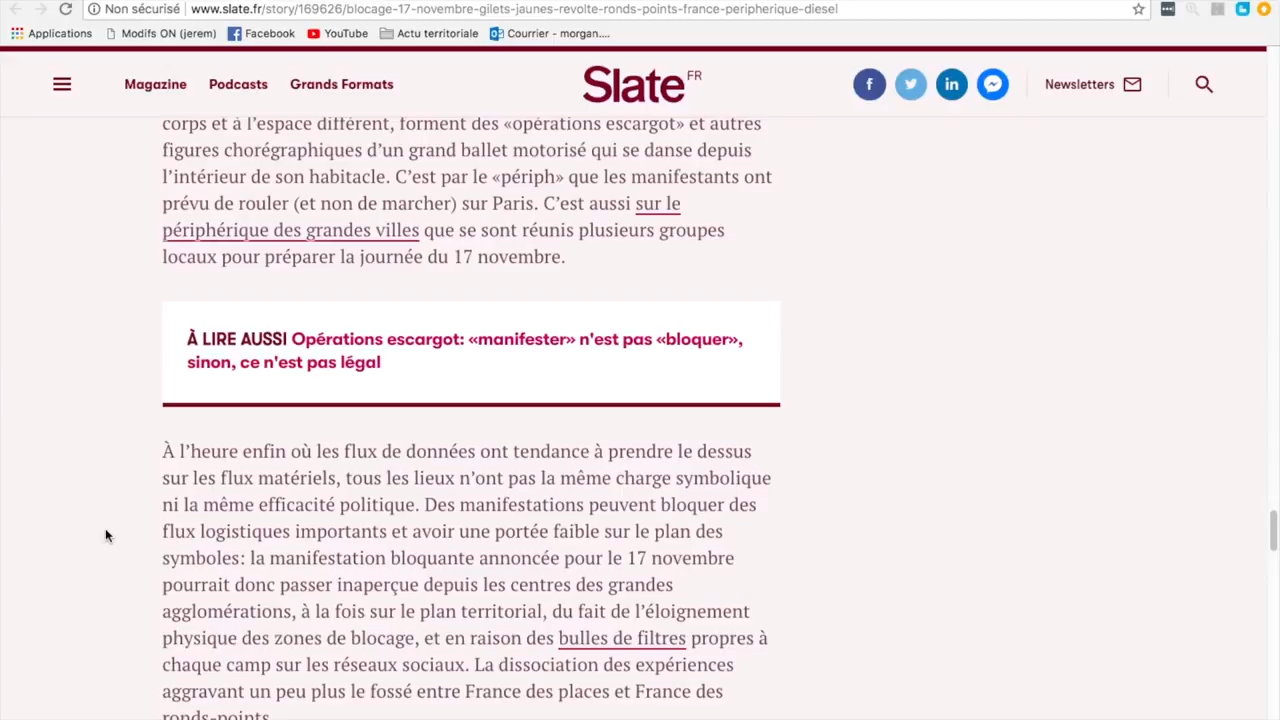 Non sécurisé
www.slate.fr/story/169626/blocage-17-novembre-gilets-jaunes-revolte-ronds-points-france-peripherique-diesel
Applications
Modifs ON (jerem)
Facebook
YouTube
Actu territoriale
Courrier - morgan....
Magazine
Podcasts
Grands Formats
Slate FR
Newsletters
corps et à l’espace différent, forment des «opérations escargot» et autres
figures chorégraphiques d’un grand ballet motorisé qui se danse depuis
l’intérieur de son habitacle. C’est par le «périph» que les manifestants ont
prévu de rouler (et non de marcher) sur Paris. C’est aussi sur le
périphérique des grandes villes que se sont réunis plusieurs groupes
locaux pour préparer la journée du 17 novembre.
À LIRE AUSSI Opérations escargot: «manifester» n'est pas «bloquer»,
sinon, ce n'est pas légal
À l’heure enfin où les flux de données ont tendance à prendre le dessus
sur les flux matériels, tous les lieux n’ont pas la même charge symbolique
ni la même efficacité politique. Des manifestations peuvent bloquer des
flux logistiques importants et avoir une portée faible sur le plan des
symboles: la manifestation bloquante annoncée pour le 17 novembre
pourrait donc passer inaperçue depuis les centres des grandes
agglomérations, à la fois sur le plan territorial, du fait de l’éloignement
physique des zones de blocage, et en raison des bulles de filtres propres à
chaque camp sur les réseaux sociaux. La dissociation des expériences
aggravant un peu plus le fossé entre France des places et France des
ronds-points.